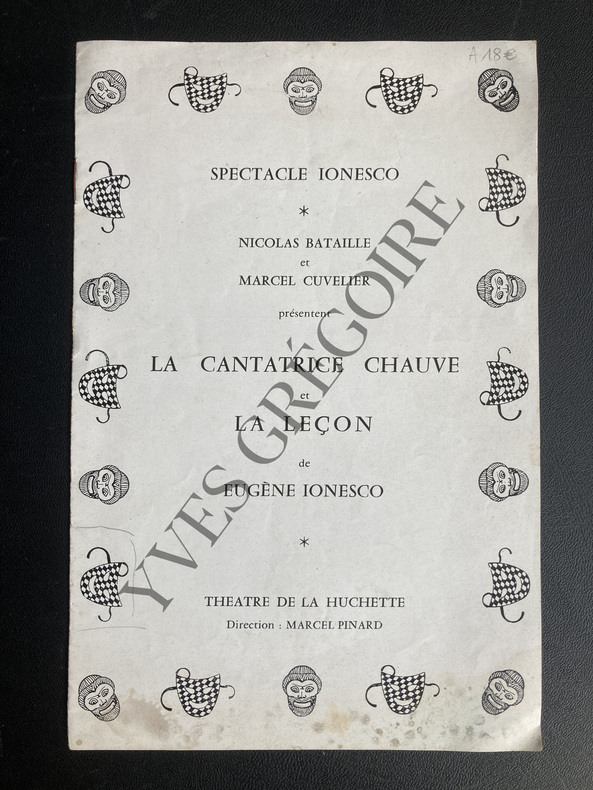 A 18€
SPECTACLE IONESCO
*
NICOLAS BATAILLE
et
MARCEL CUVELIER
présentent
LA CANTATRICE CHAUVE
et
LA LEÇON
de
EUGÈNE IONESCO
*
THEATRE DE LA HUCHETTE
Direction : MARCEL PINARD
YVES GRÉGOIRE